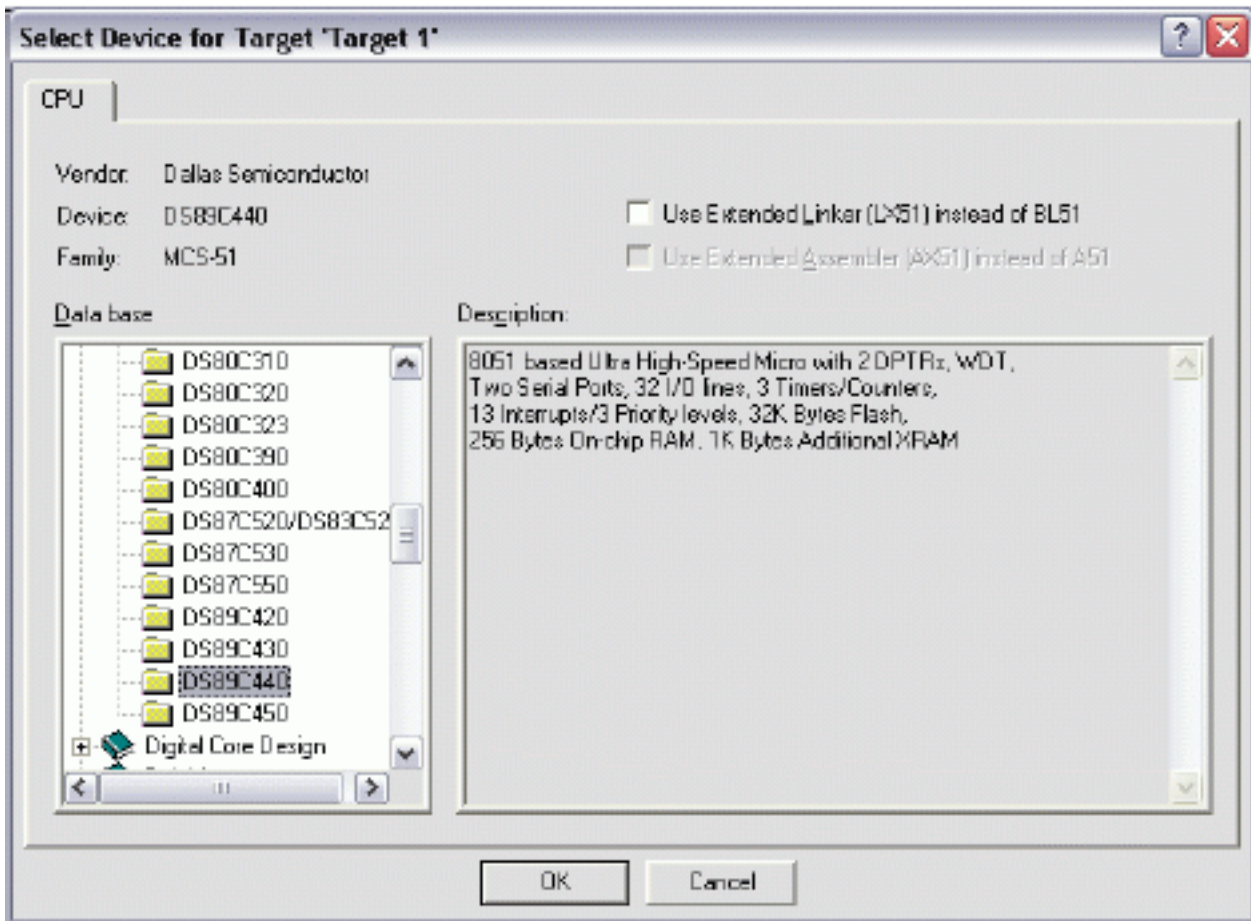 Select Device for Target 'Target 1'
CPU
Vendor: Dallas Semiconductor
Device: DS89C440
Family: MCS-51
Use Extended Linker (LX51) instead of BL51
Use Extended Assembler (AX51) instead of A51
Data base
DS80C310
DS80C320
DS80C323
DS80C390
DS80C400
DS87C520/DS83C52
DS87C530
DS87C550
DS89C420
DS89C430
DS89C440
DS89C450
Digital Core Design
Description:
8051 based Ultra High-Speed Micro with 2 DPTRs, WDT,
Two Serial Ports, 32 I/O lines, 3 Timers/Counters,
13 Interrupts/3 Priority levels, 32K Bytes Flash,
256 Bytes On-chip RAM, 1K Bytes Additional XRAM
OK
Cancel